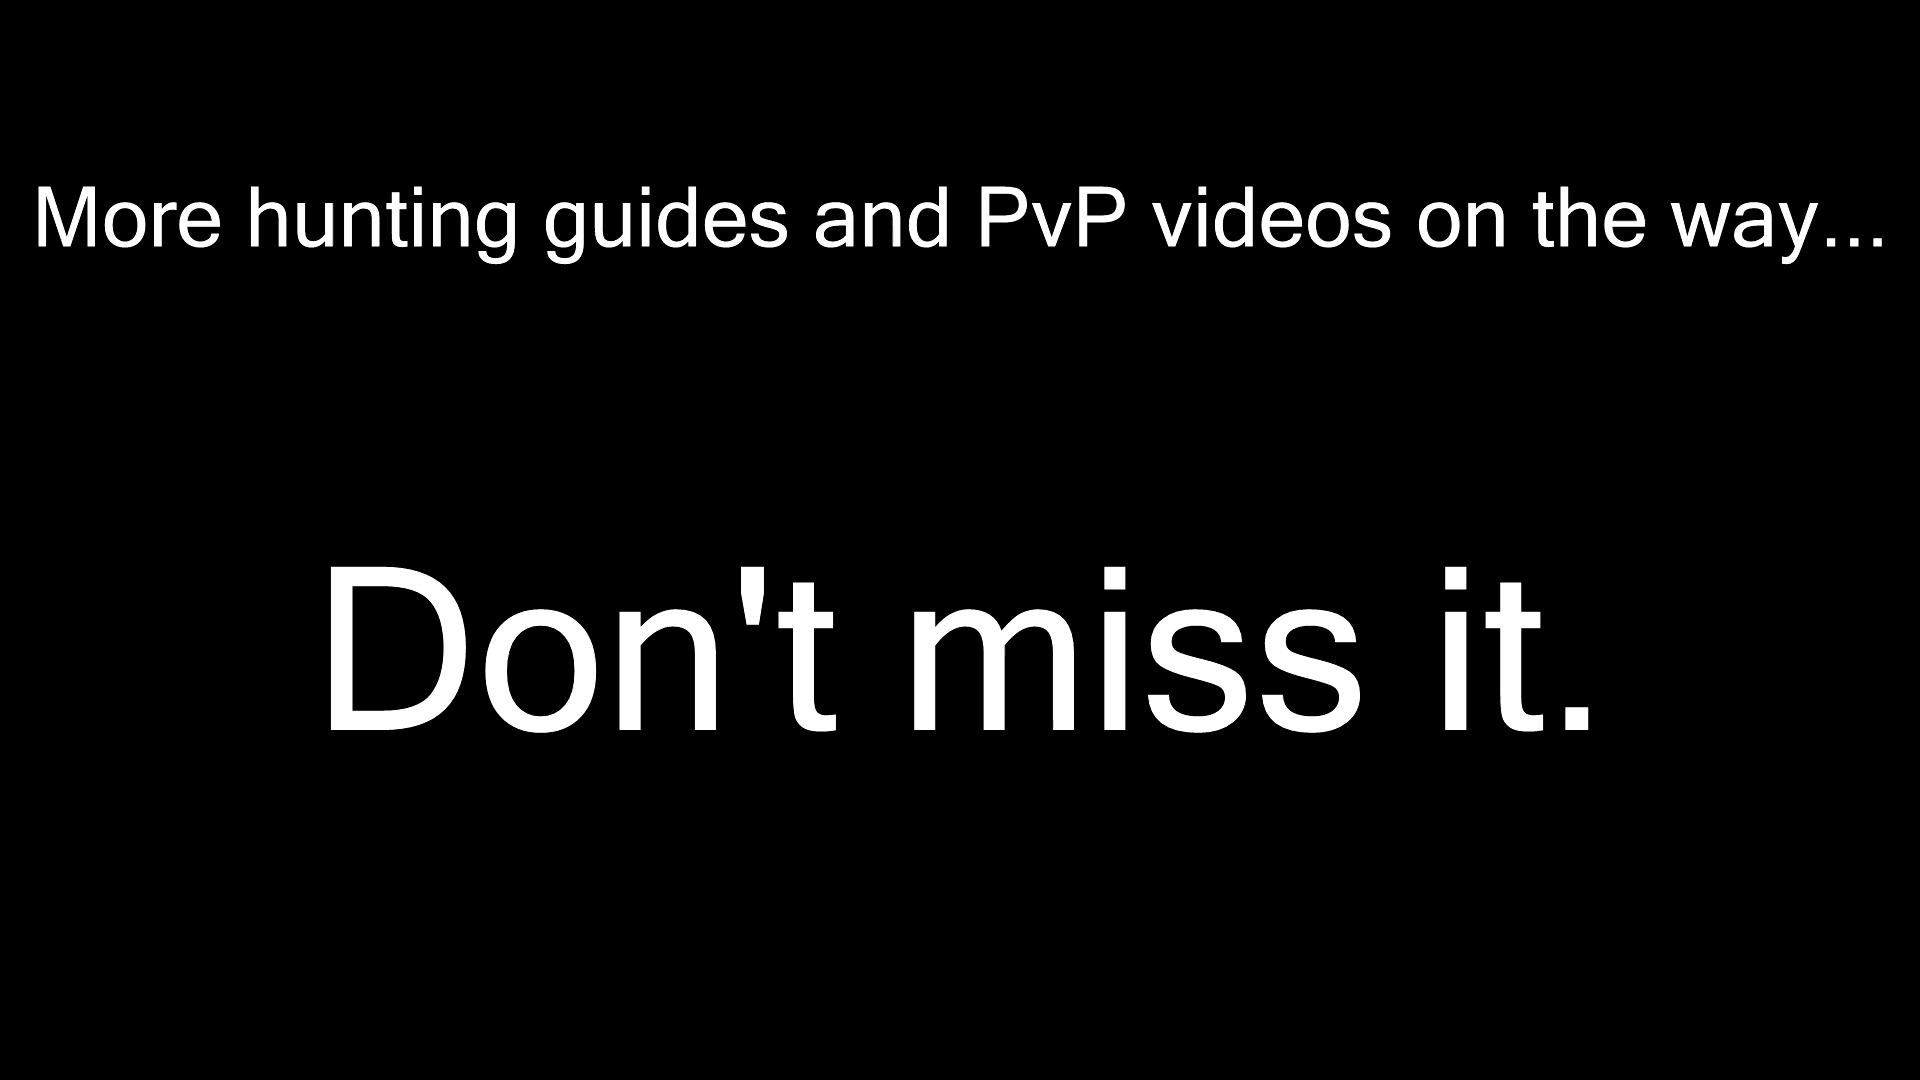 More hunting guides and PvP videos on the way...
Don't miss it.